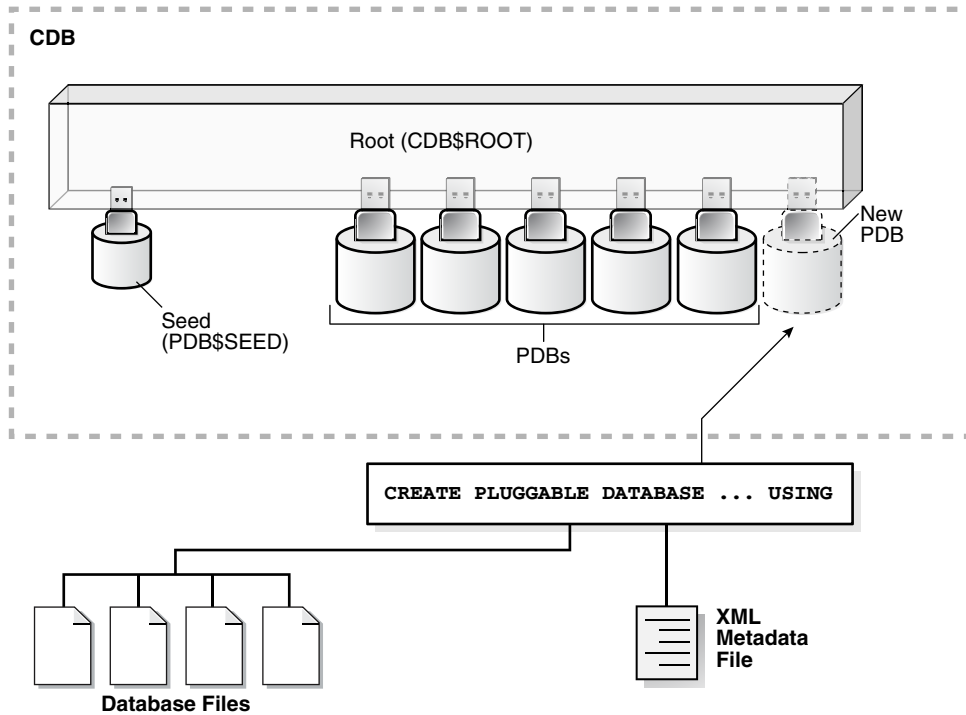 CDB
Root (CDB$ROOT)
New
PDB
Seed
(PDB$SEED)
PDBs
CREATE PLUGGABLE DATABASE ... USING
XML
Metadata
File
Database Files